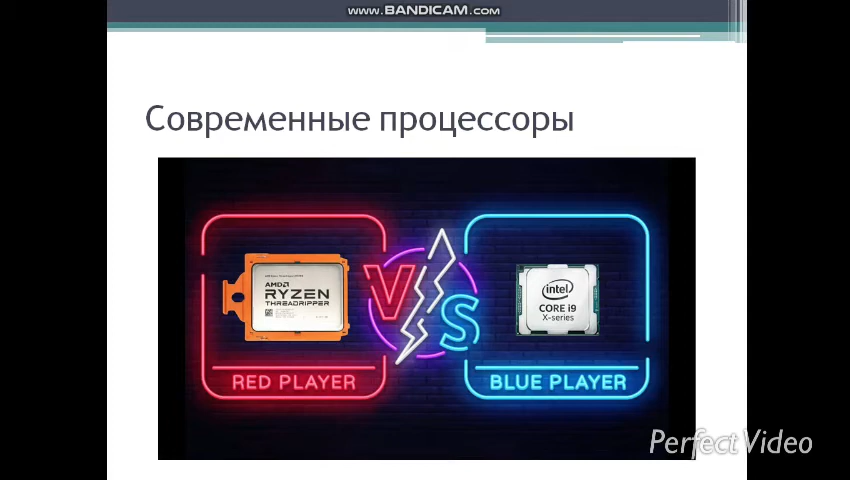 www.BANDICAM.com
Современные процессоры
AMD
RYZEN
THREADRIPPER
intel
CORE i9
X-series
VS
RED PLAYER
BLUE PLAYER
PerfectVideo